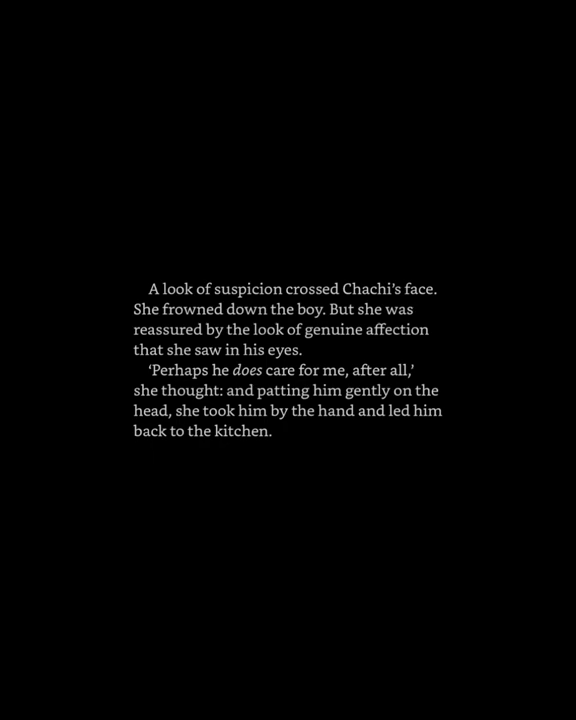 A look of suspicion crossed Chachi’s face.
She frowned down the boy. But she was
reassured by the look of genuine affection
that she saw in his eyes.
‘Perhaps he does care for me, after all,’
she thought: and patting him gently on the
head, she took him by the hand and led him
back to the kitchen.